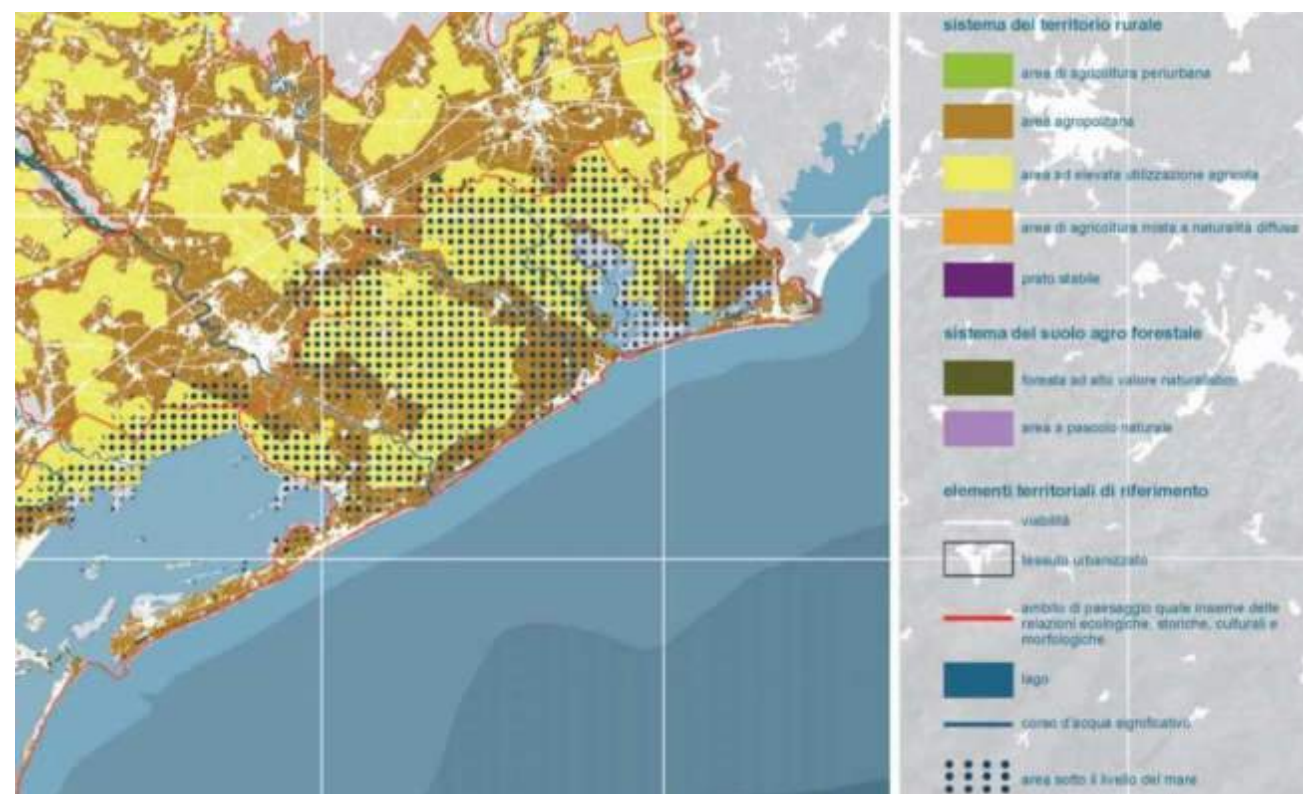 sistema del territorio rurale
area di agricoltura periurbana
area agropolitana
area ad elevata utilizzazione agricola
area di agricoltura mista a naturalità diffusa
prato stabile
sistema del suolo agro forestale
foresta ad alto valore naturalistico
area a pascolo naturale
elementi territoriali di riferimento
viabilità
tessuto urbanizzato
ambito di paesaggio quale insieme delle
relazioni ecologiche, storiche, culturali e
morfologiche
lago
corso d'acqua significativo
area sotto il livello del mare